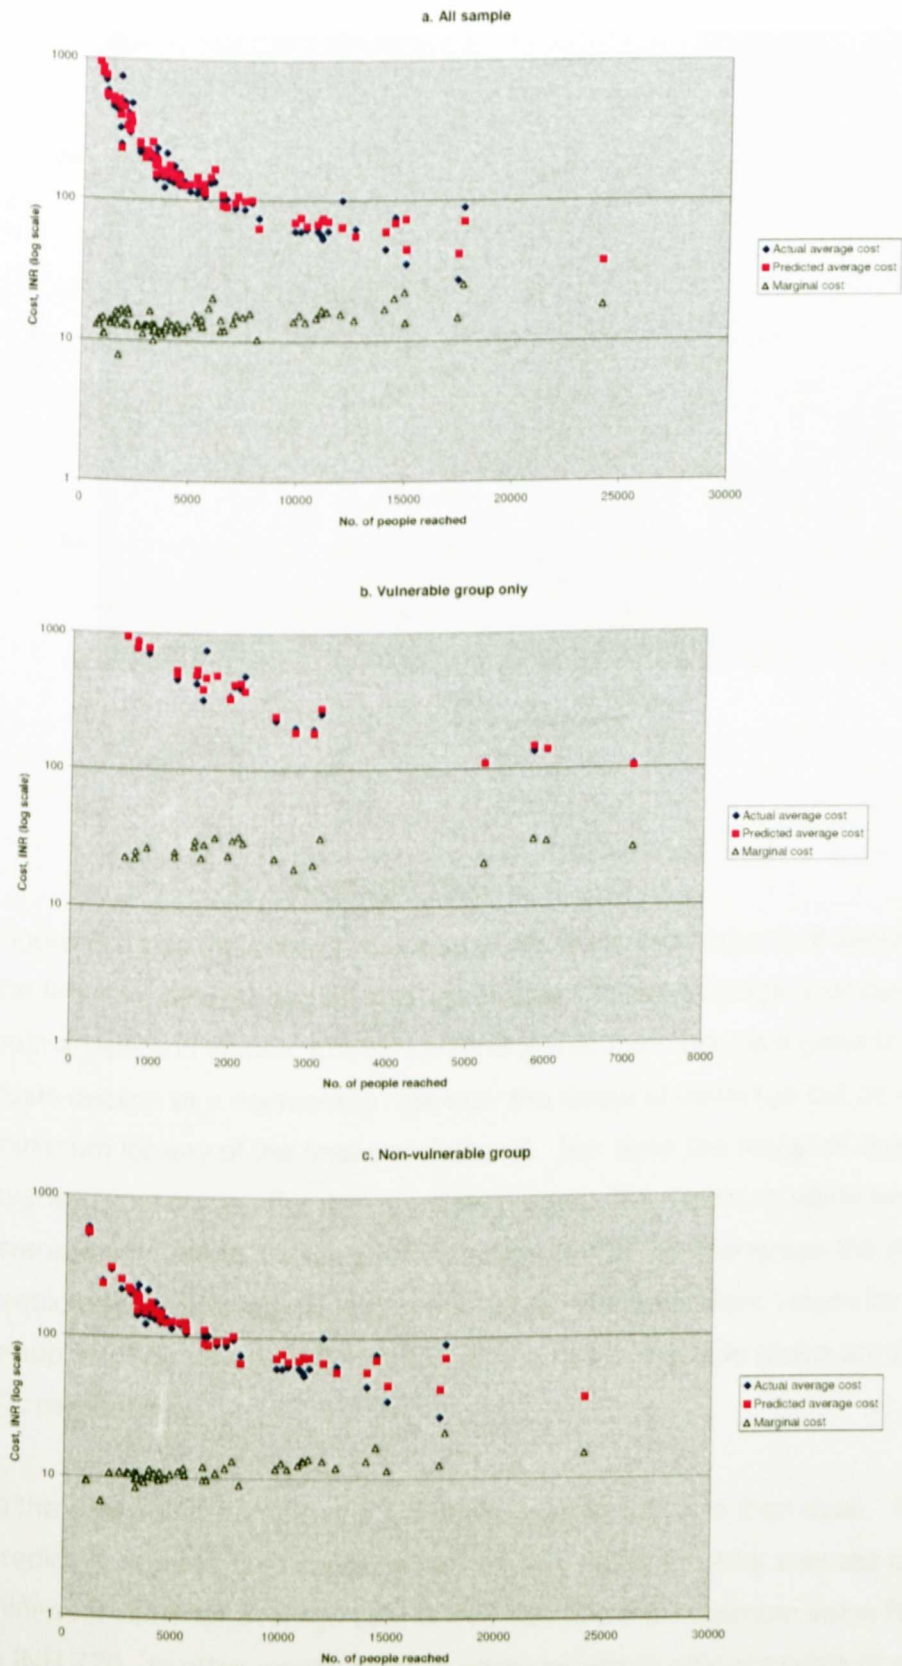 a. All sample
1000
100
10
1
0 5000 10000 15000 20000 25000 30000
No. of people reached
Cost, INR (log scale)
Actual average cost
Predicted average cost
Marginal cost
b. Vulnerable group only
1000
100
10
1
0 1000 2000 3000 4000 5000 6000 7000 8000
No. of people reached
Cost, INR (log scale)
Actual average cost
Predicted average cost
Marginal cost
c. Non-vulnerable group
1000
100
10
1
0 5000 10000 15000 20000 25000 30000
No. of people reached
Cost, INR (log scale)
Actual average cost
Predicted average cost
Marginal cost